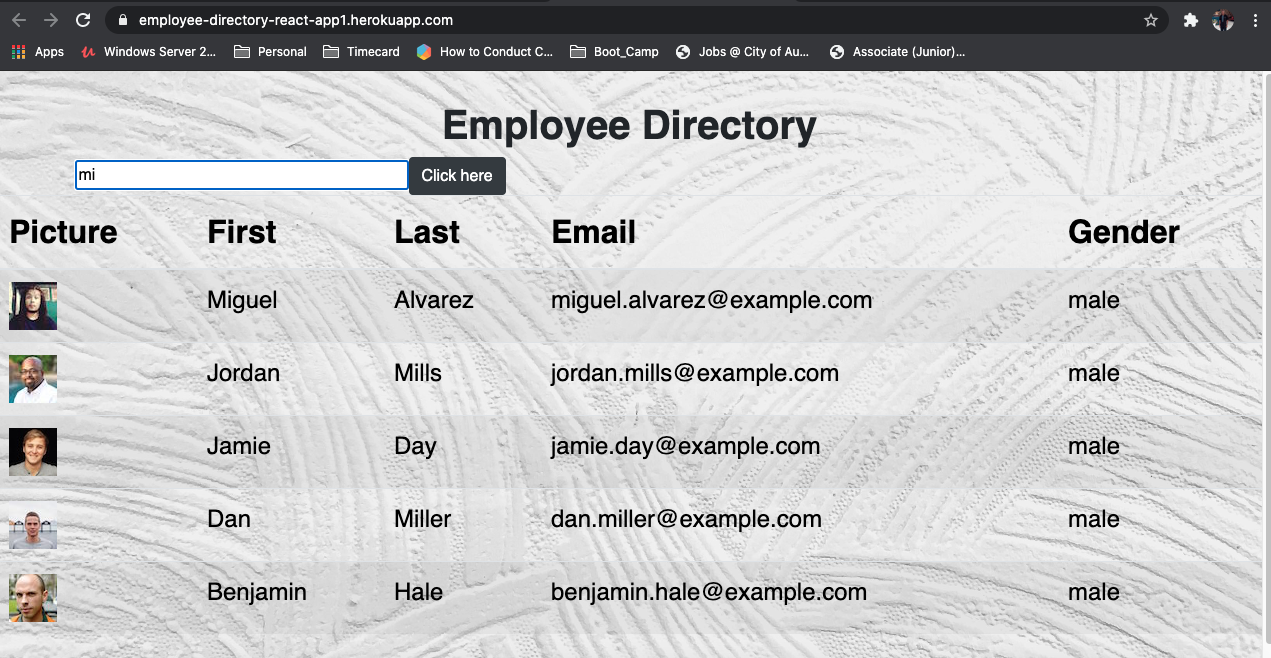 employee-directory-react-app1.herokuapp.com
Apps Windows Server 2... Personal Timecard How to Conduct C... Boot_Camp Jobs @ City of Au... Associate (Junior)...
Employee Directory
mi Click here
Picture First Last Email Gender
Miguel Alvarez miguel.alvarez@example.com male
Jordan Mills jordan.mills@example.com male
Jamie Day jamie.day@example.com male
Dan Miller dan.miller@example.com male
Benjamin Hale benjamin.hale@example.com male